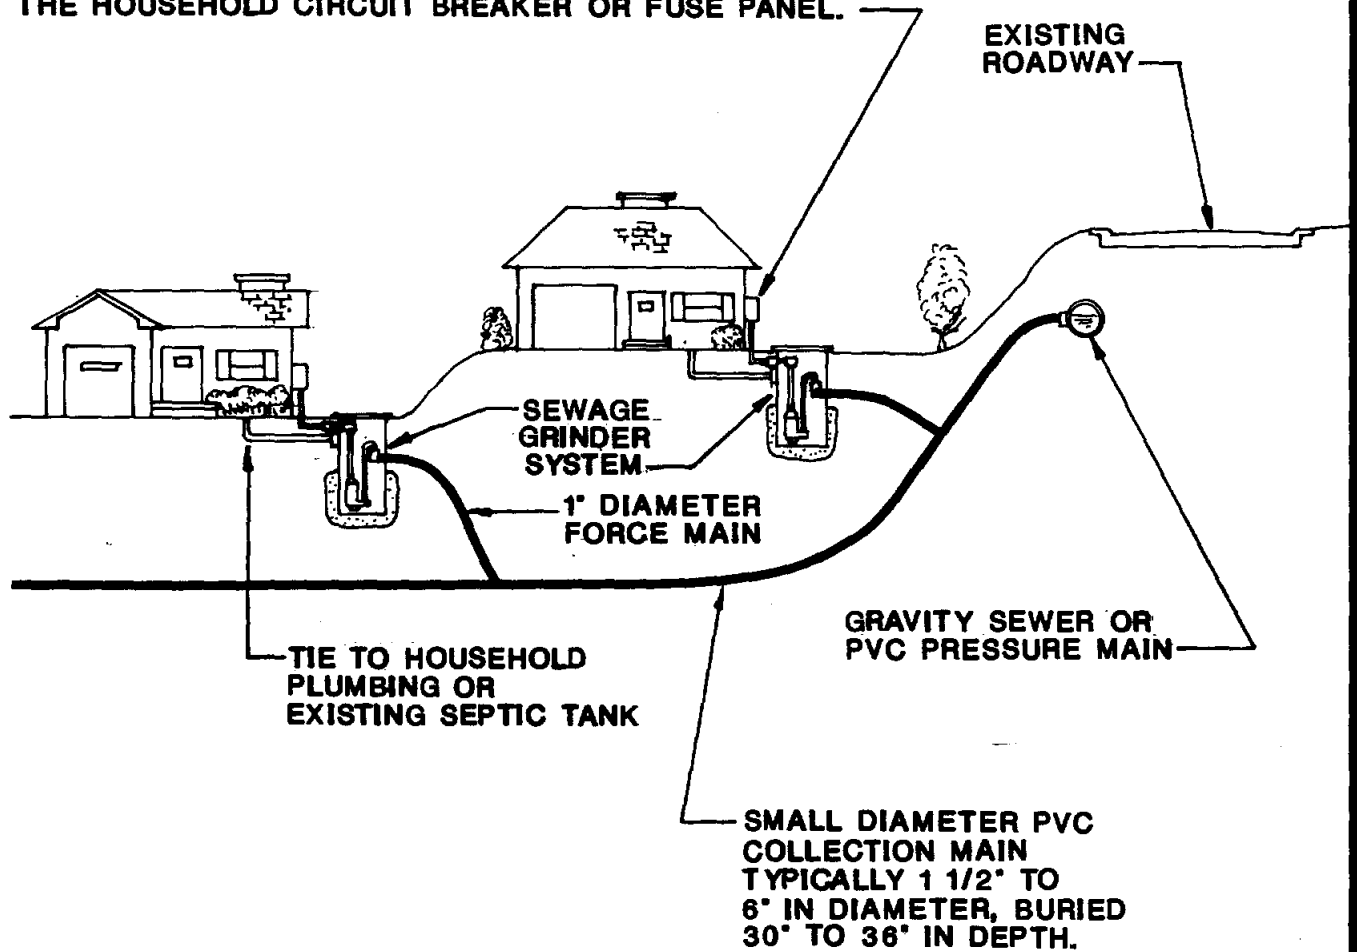 THE HOUSEHOLD CIRCUIT BREAKER OR FUSE PANEL.
EXISTING
ROADWAY
SEWAGE
GRINDER
SYSTEM
1" DIAMETER
FORCE MAIN
GRAVITY SEWER OR
PVC PRESSURE MAIN
TIE TO HOUSEHOLD
PLUMBING OR
EXISTING SEPTIC TANK
SMALL DIAMETER PVC
COLLECTION MAIN
TYPICALLY 1 1/2" TO
6" IN DIAMETER, BURIED
30" TO 36" IN DEPTH.